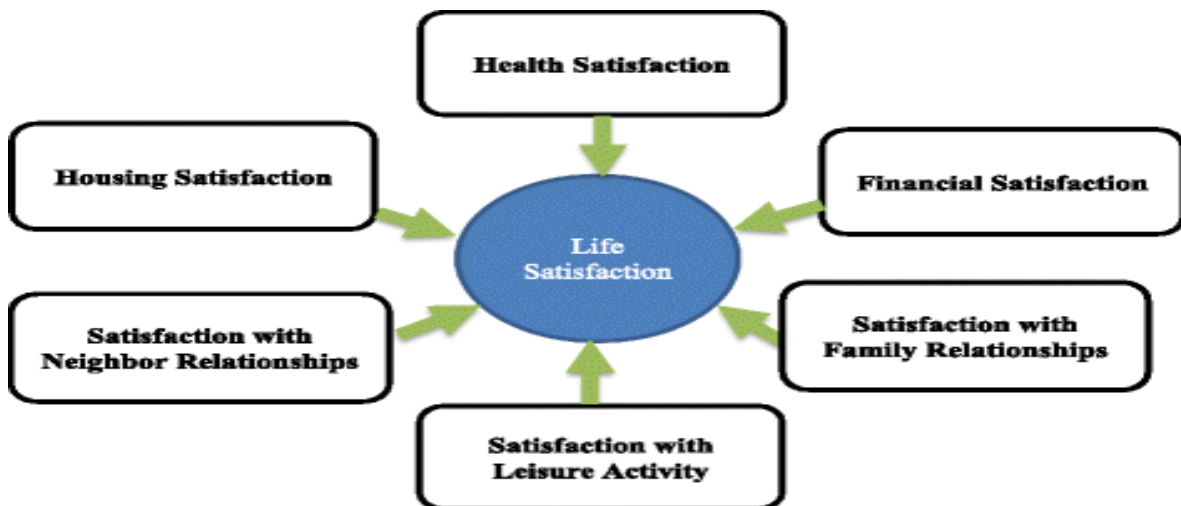 Health Satisfaction
Housing Satisfaction
Financial Satisfaction
Life
Satisfaction
Satisfaction with
Neighbor Relationships
Satisfaction with
Family Relationships
Satisfaction with
Leisure Activity